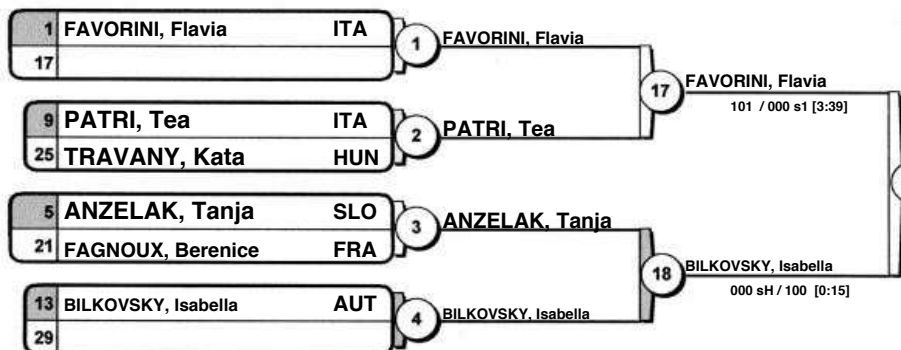 1 FAVORINI, Flavia ITA
17
1 FAVORINI, Flavia
9 PATRI, Tea ITA
25 TRAVANY, Kata HUN
2 PATRI, Tea
17 FAVORINI, Flavia
101 / 000 s1 [3:39]
5 ANZELAK, Tanja SLO
21 FAGNOUX, Berenice FRA
3 ANZELAK, Tanja
13 BILKOVSKY, Isabella AUT
29
4 BILKOVSKY, Isabella
18 BILKOVSKY, Isabella
000 sH / 100 [0:15]